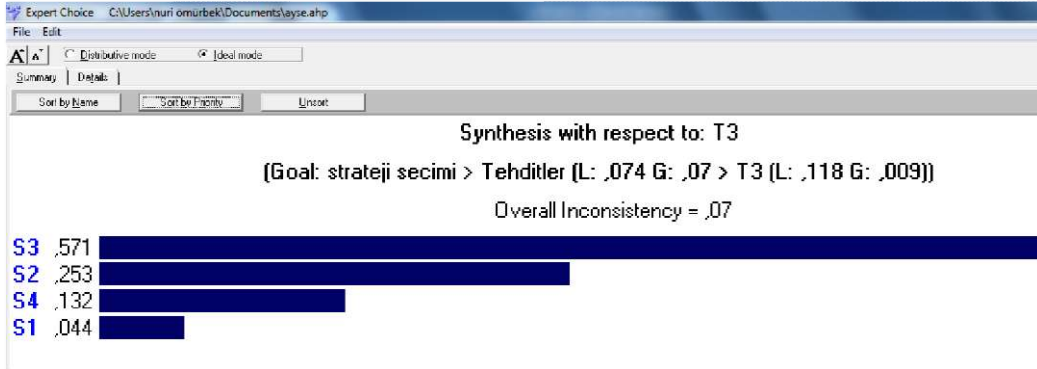 Expert Choice C:\Users\nuri omurbek\Documents\ayse.ahp
File Edit
A A Distributive mode Ideal mode
Summary Details
Sort by Name Sort by Priority Unsort
Synthesis with respect to: T3
(Goal: strateji secimi > Tehditler (L: ,074 G: ,07 > T3 (L: ,118 G: ,009))
Overall Inconsistency = ,07
S3 ,571
S2 ,253
S4 ,132
S1 ,044